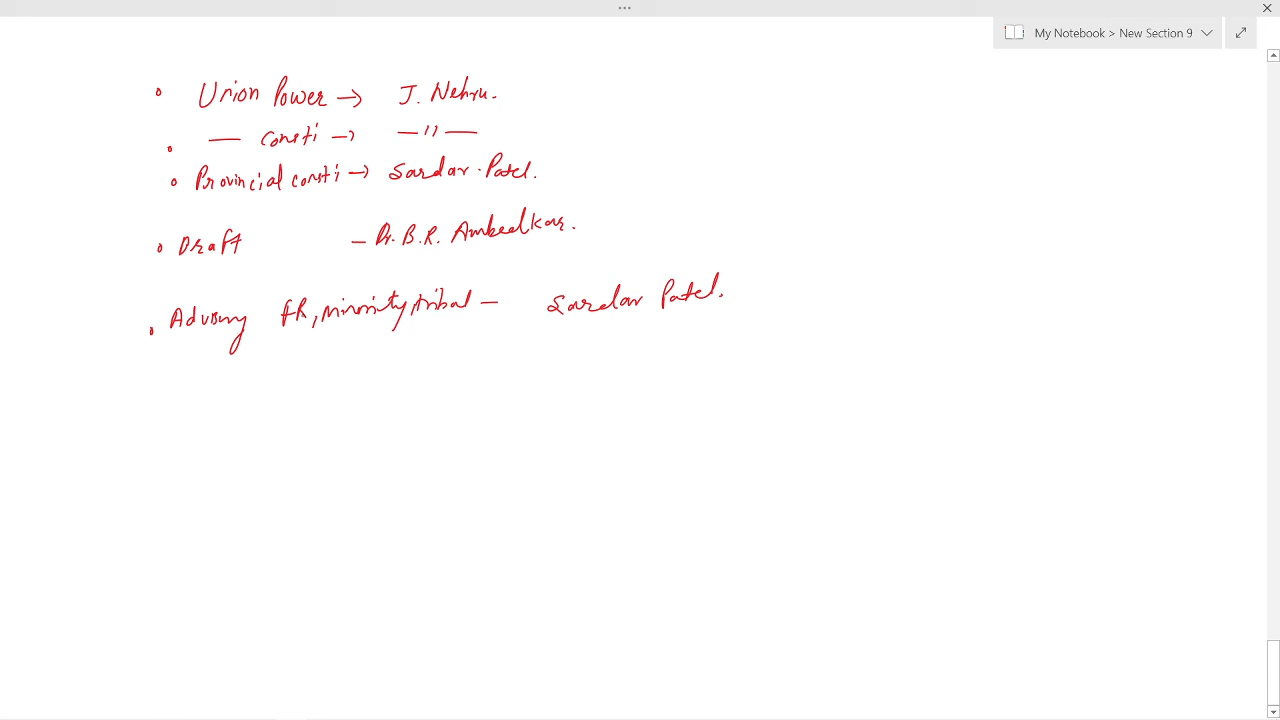 My Notebook > New Section 9
• Union Power → J. Nehru.
• — consti → —〃—
• Provincial consti → Sardar. Patel.
• Draft — Dr. B.R. Ambedkar.
• Advisory FR, minority, tribal — Sardar Patel.